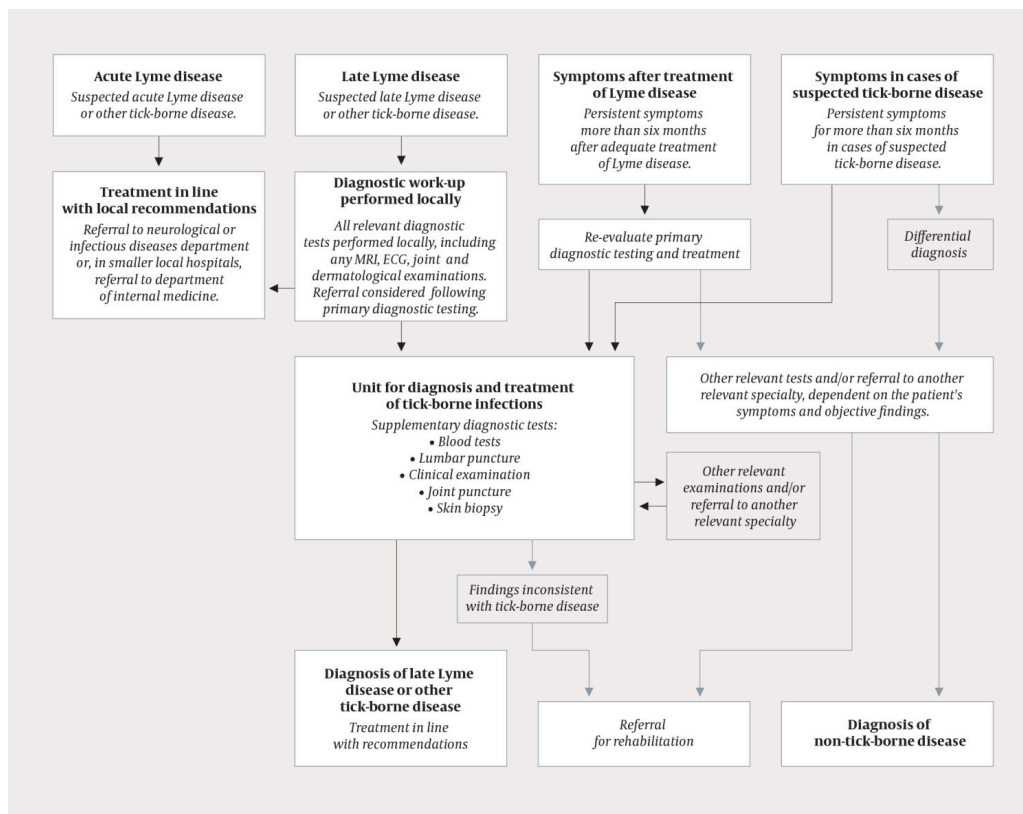 Acute Lyme disease
Suspected acute Lyme disease
or other tick-borne disease.
Late Lyme disease
Suspected late Lyme disease
or other tick-borne disease.
Symptoms after treatment
of Lyme disease
Persistent symptoms
more than six months
after adequate treatment
of Lyme disease.
Symptoms in cases of
suspected tick-borne disease
Persistent symptoms
for more than six months
in cases of suspected
tick-borne disease.
Treatment in line
with local recommendations
Referral to neurological or
infectious diseases department
or, in smaller local hospitals,
referral to department
of internal medicine.
Diagnostic work-up
performed locally
All relevant diagnostic
tests performed locally, including
any MRI, ECG, joint and
dermatological examinations.
Referral considered following
primary diagnostic testing.
Re-evaluate primary
diagnostic testing and treatment
Differential
diagnosis
Unit for diagnosis and treatment
of tick-borne infections
Supplementary diagnostic tests:
• Blood tests
• Lumbar puncture
• Clinical examination
• Joint puncture
• Skin biopsy
Other relevant tests and/or referral to another
relevant specialty, dependent on the patient's
symptoms and objective findings.
Other relevant
examinations and/or
referral to another
relevant specialty
Findings inconsistent
with tick-borne disease
Diagnosis of late Lyme
disease or other
tick-borne disease
Treatment in line
with recommendations
Referral
for rehabilitation
Diagnosis of
non-tick-borne disease